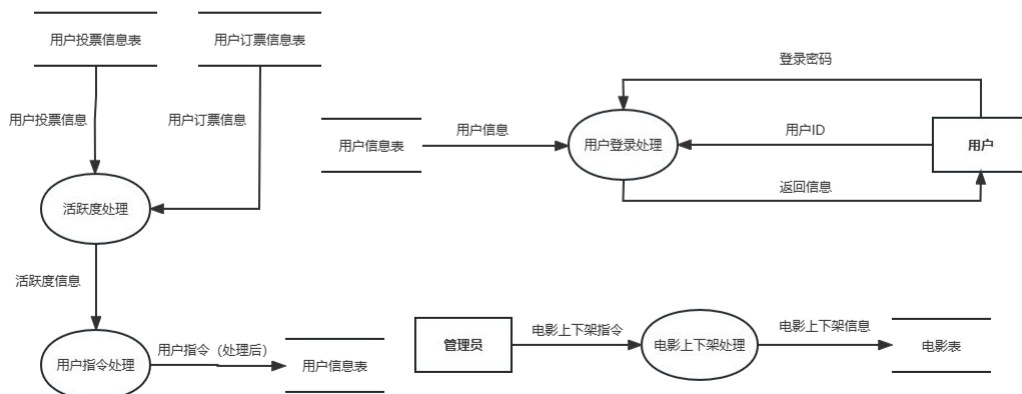 用户投票信息表
用户订票信息表
用户投票信息
用户订票信息
活跃度处理
活跃度信息
用户指令处理
用户指令（处理后）
用户信息表
用户信息表
用户信息
用户登录处理
登录密码
用户ID
返回信息
用户
管理员
电影上下架指令
电影上下架处理
电影上下架信息
电影表